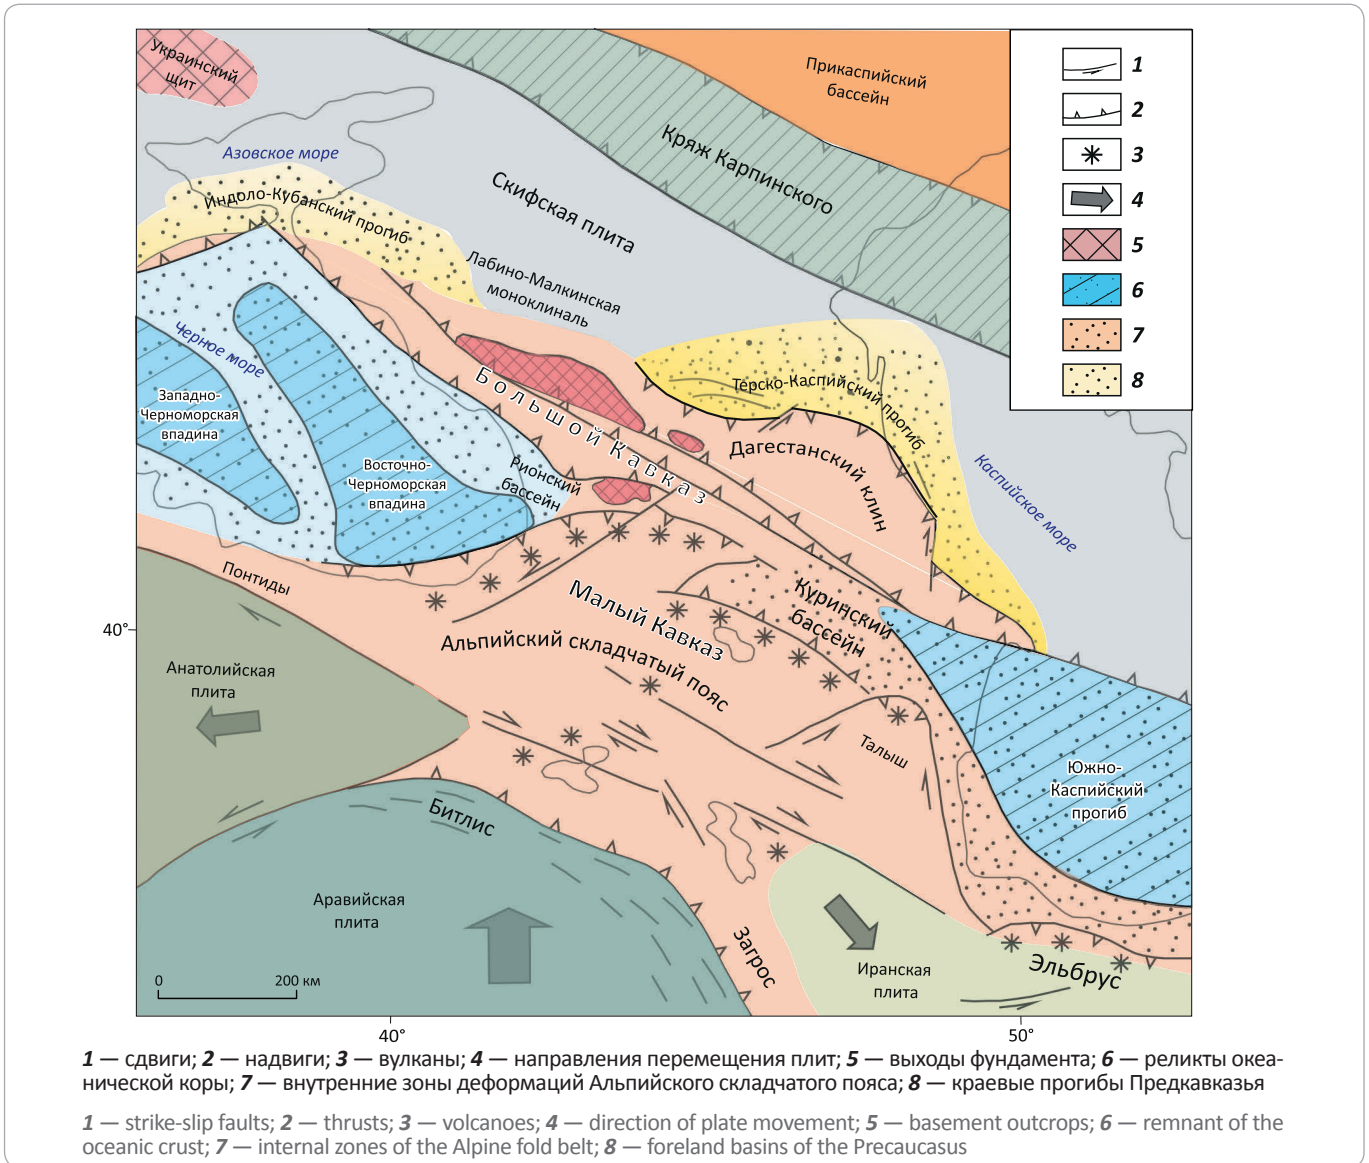 Украинский
щит
Прикаспийский
бассейн
1
2
3
4
5
6
7
8
Кряж Карпинского
Азовское море
Скифская плита
Индоло-Кубанский прогиб
Лабино-Малкинская
моноклиналь
Черное море
Терско-Каспийский прогиб
Большой Кавказ
Западно-
Черноморская
впадина
Дагестанский клин
Восточно-
Черноморская
впадина
Рионский
бассейн
Каспийское море
Понтиды
Малый Кавказ
Куринский
бассейн
40°
Альпийский складчатый пояс
Анатолийская
плита
Талыш
Южно-
Каспийский
прогиб
Битлис
Аравийская
плита
Загрос
Иранская
плита
Эльбрус
0 200 км
40° 50°
1 — сдвиги; 2 — надвиги; 3 — вулканы; 4 — направления перемещения плит; 5 — выходы фундамента; 6 — реликты океа-
нической коры; 7 — внутренние зоны деформаций Альпийского складчатого пояса; 8 — краевые прогибы Предкавказья
1 — strike-slip faults; 2 — thrusts; 3 — volcanoes; 4 — direction of plate movement; 5 — basement outcrops; 6 — remnant of the
oceanic crust; 7 — internal zones of the Alpine fold belt; 8 — foreland basins of the Precaucasus